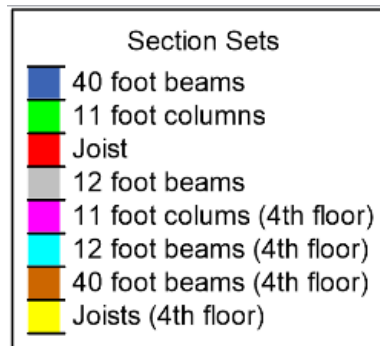 Section Sets
40 foot beams
11 foot columns
Joist
12 foot beams
11 foot colums (4th floor)
12 foot beams (4th floor)
40 foot beams (4th floor)
Joists (4th floor)